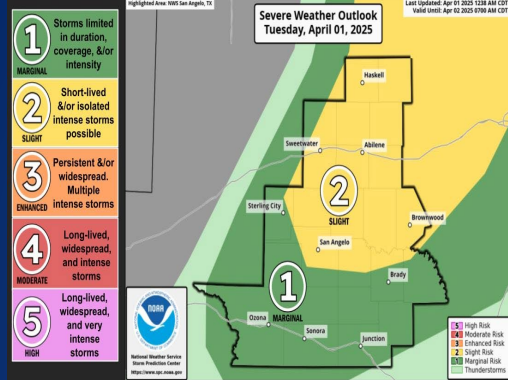 Highlighted Area: NWS San Angelo, TX
Last Updated: Apr 01 2025 1238 AM CDT
Valid Until: Apr 02 2025 0700 AM CDT
Severe Weather Outlook
Tuesday, April 01, 2025
1
MARGINAL
Storms limited
in duration,
coverage, &/or
intensity
2
SLIGHT
Short-lived
&/or isolated
intense storms
possible
3
ENHANCED
Persistent &/or
widespread.
Multiple
intense storms
4
MODERATE
Long-lived,
widespread,
and intense
storms
5
HIGH
Long-lived,
widespread,
and very
intense
storms
Haskell
Sweetwater
Abilene
2
SLIGHT
Sterling City
Brownwood
San Angelo
Brady
1
MARGINAL
Ozona
Sonora
Junction
NOAA
National Weather Service
Storm Prediction Center
https://www.spc.noaa.gov
5 High Risk
4 Moderate Risk
3 Enhanced Risk
2 Slight Risk
1 Marginal Risk
Thunderstorms